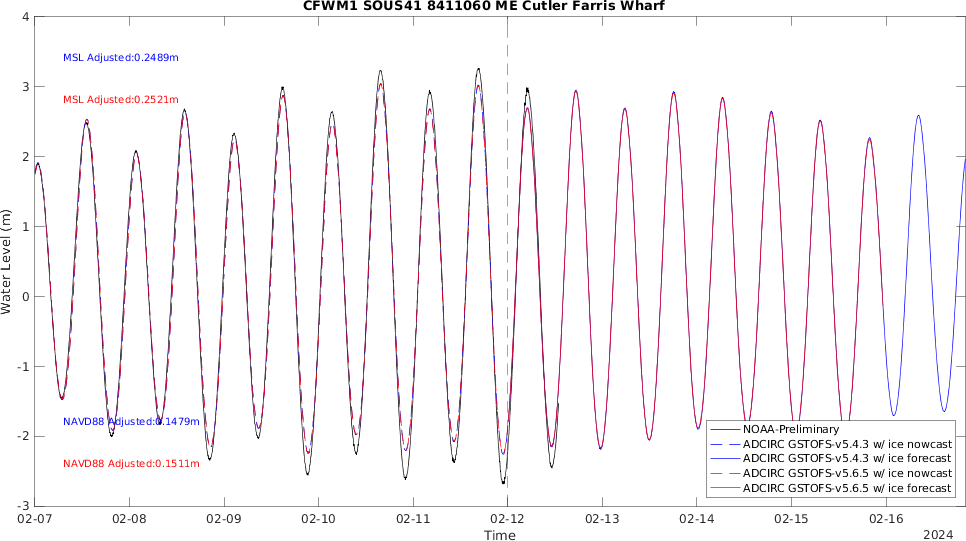 CFWM1 SOUS41 8411060 ME Cutler Farris Wharf
4
3
2
1
0
-1
-2
-3
Water Level (m)
MSL Adjusted:0.2489m
MSL Adjusted:0.2521m
NAVD88 Adjusted:0.1479m
NAVD88 Adjusted:0.1511m
NOAA-Preliminary
ADCIRC GSTOFS-v5.4.3 w/ ice nowcast
ADCIRC GSTOFS-v5.4.3 w/ ice forecast
ADCIRC GSTOFS-v5.6.5 w/ ice nowcast
ADCIRC GSTOFS-v5.6.5 w/ ice forecast
02-07 02-08 02-09 02-10 02-11 02-12 02-13 02-14 02-15 02-16
Time
2024